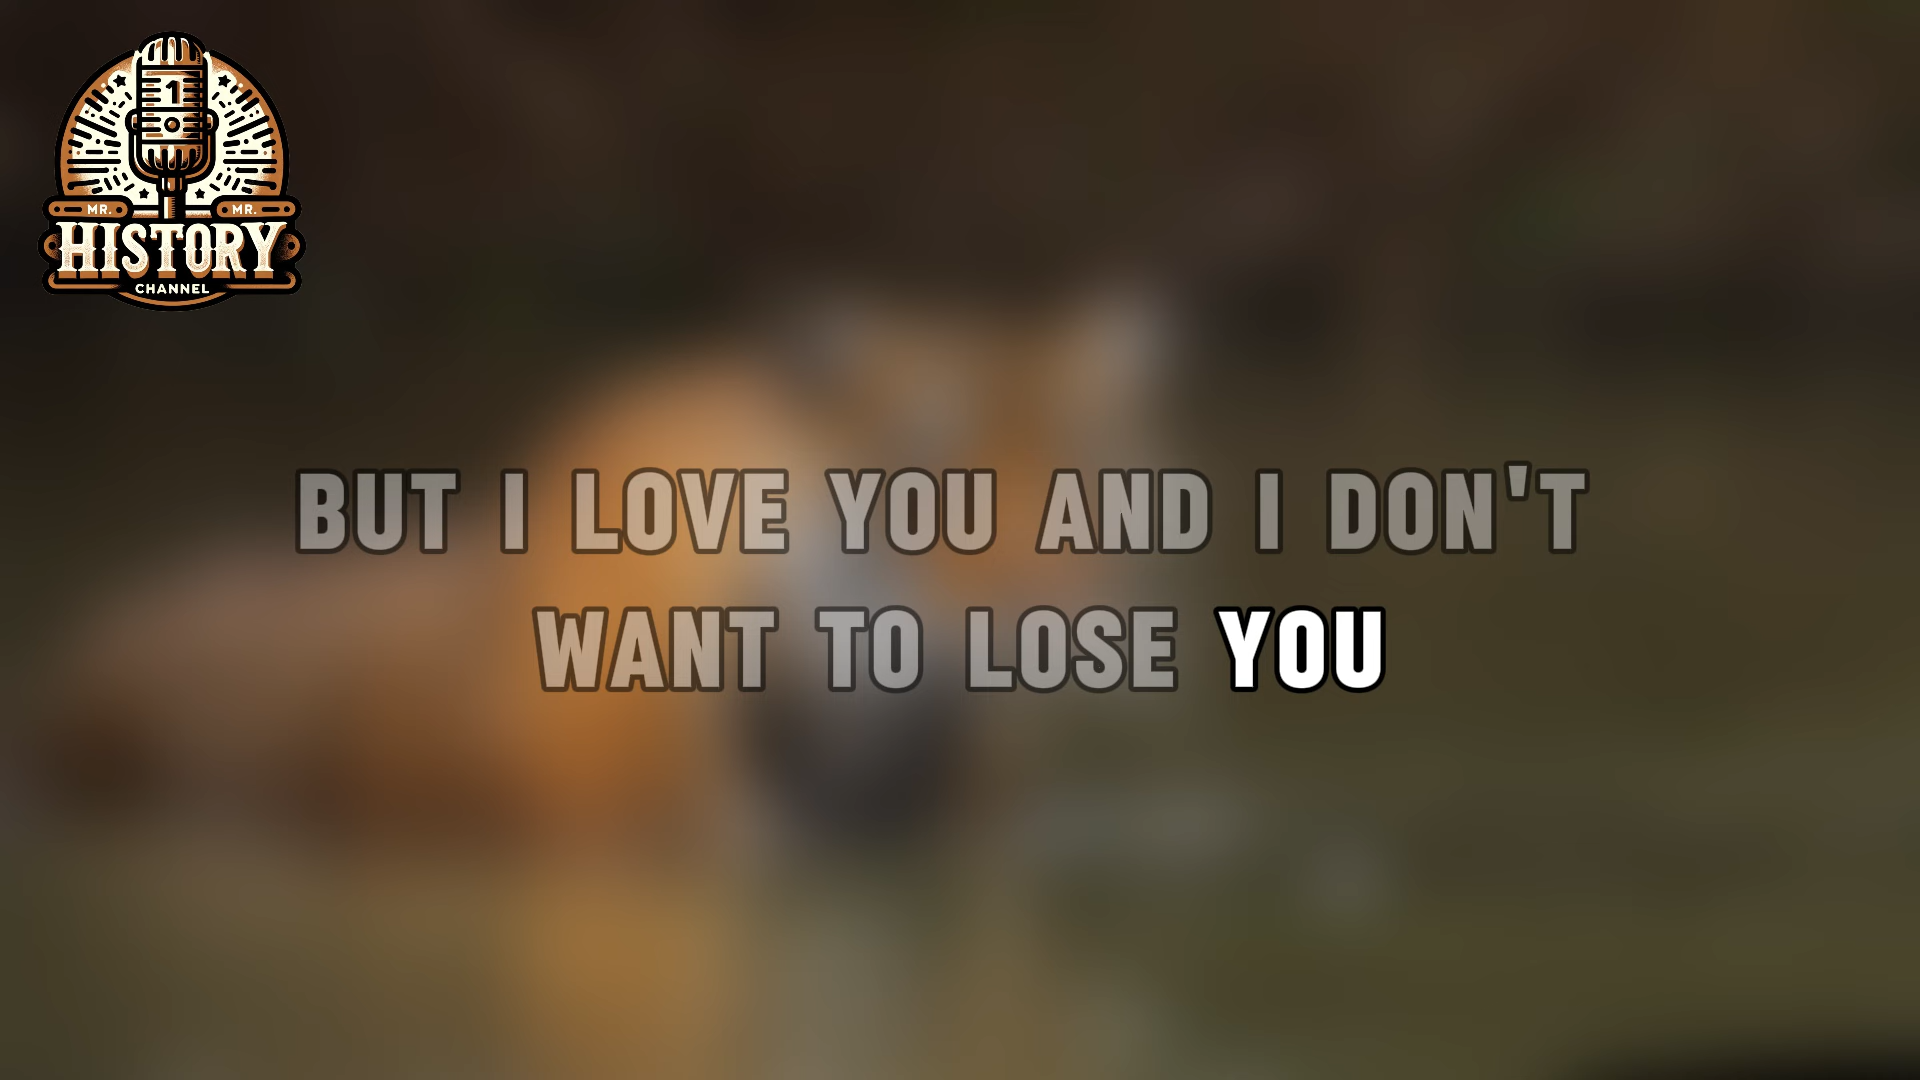 1
MR. MR.
HISTORY
CHANNEL
BUT I LOVE YOU AND I DON'T
WANT TO LOSE YOU